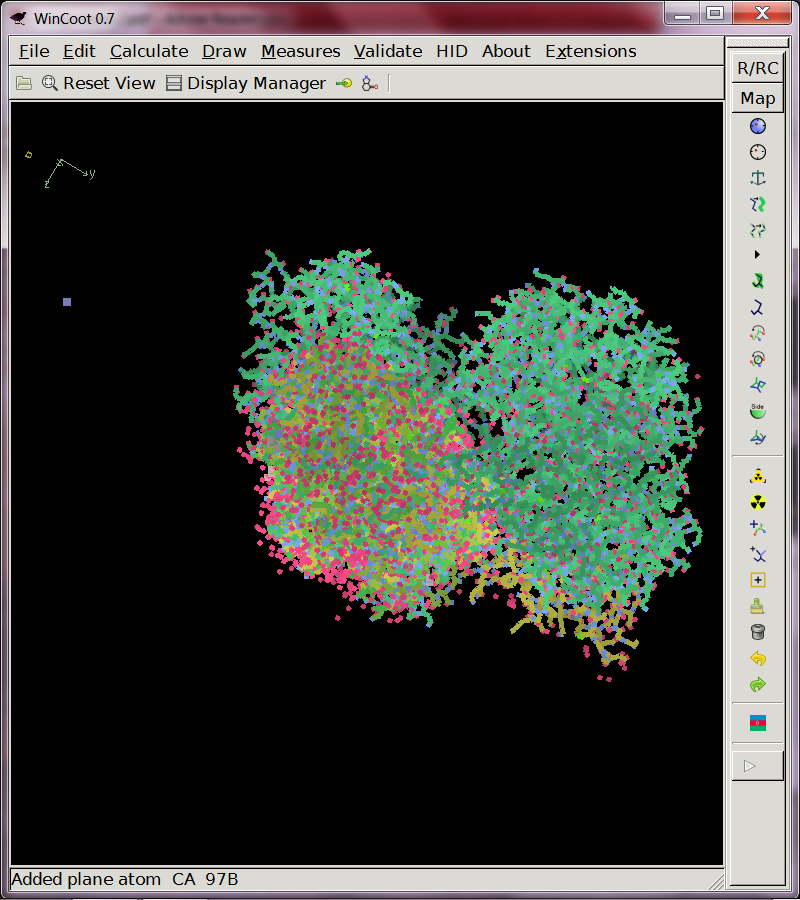 WinCoot 0.7
File Edit Calculate Draw Measures Validate HID About Extensions
Reset View Display Manager
R/RC
Map
z
y
Side
Added plane atom CA 97B